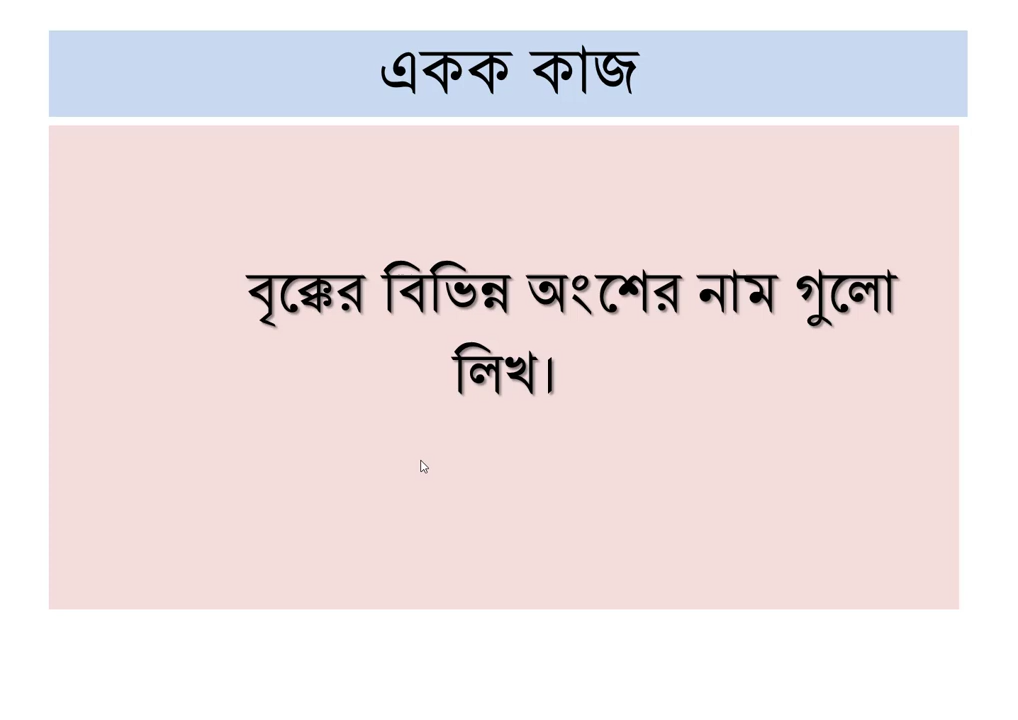 একক কাজ
বৃক্কের বিভিন্ন অংশের নাম গুলো
লিখ।